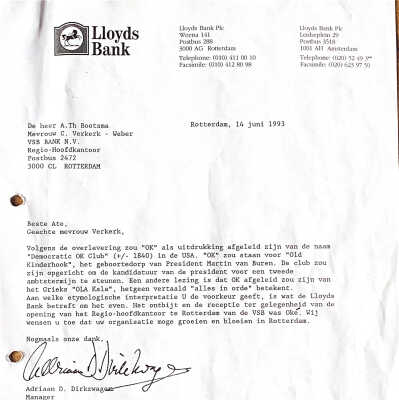 Lloyds
Bank
Lloyds Bank Plc
Weena 141
Postbus 288
3000 AG Rotterdam
Telephone: (010) 411 00 10
Facsimile: (010) 412 80 98
Lloyds Bank Plc
Leidseplein 29
Postbus 3518
1001 AH Amsterdam
Telephone: (020) 52 49 3
Facsimile: (020) 623 97 50
De heer A.Th Bootsma
Mevrouw C. Verkerk - Weber
VSB BANK N.V.
Regio-Hoofdkantoor
Postbus 2472
3000 CL ROTTERDAM
Rotterdam, 14 juni 1993
Beste Ate,
Geachte mevrouw Verkerk,
Volgens de overlevering zou "OK" als uitdrukking afgeleid zijn van de naam
"Democratic OK Club" (+/- 1840) in de USA. "OK" zou staan voor "Old
Kinderhook", het geboortedorp van President Martin van Buren. De club zou
zijn opgericht om de kandidatuur van de president voor een tweede
ambtstermijn te steunen. Een andere lezing is dat OK afgeleid zou zijn van
het Grieks "OLA Kala", hetgeen vertaald "alles in orde" betekent.
Aan welke etymologische interpretatie U de voorkeur geeft, is wat de Lloyds
Bank betreft om het even. Het ontbijt en de receptie ter gelegenheid van de
opening van het Regio-hoofdkantoor te Rotterdam van de VSB was Oke. Wij
wensen u toe dat uw organisatie moge groeien en bloeien in Rotterdam.
Nogmaals onze dank,
Adriaan D. Dirkzwager
Adriaan D. Dirkzwager
Manager